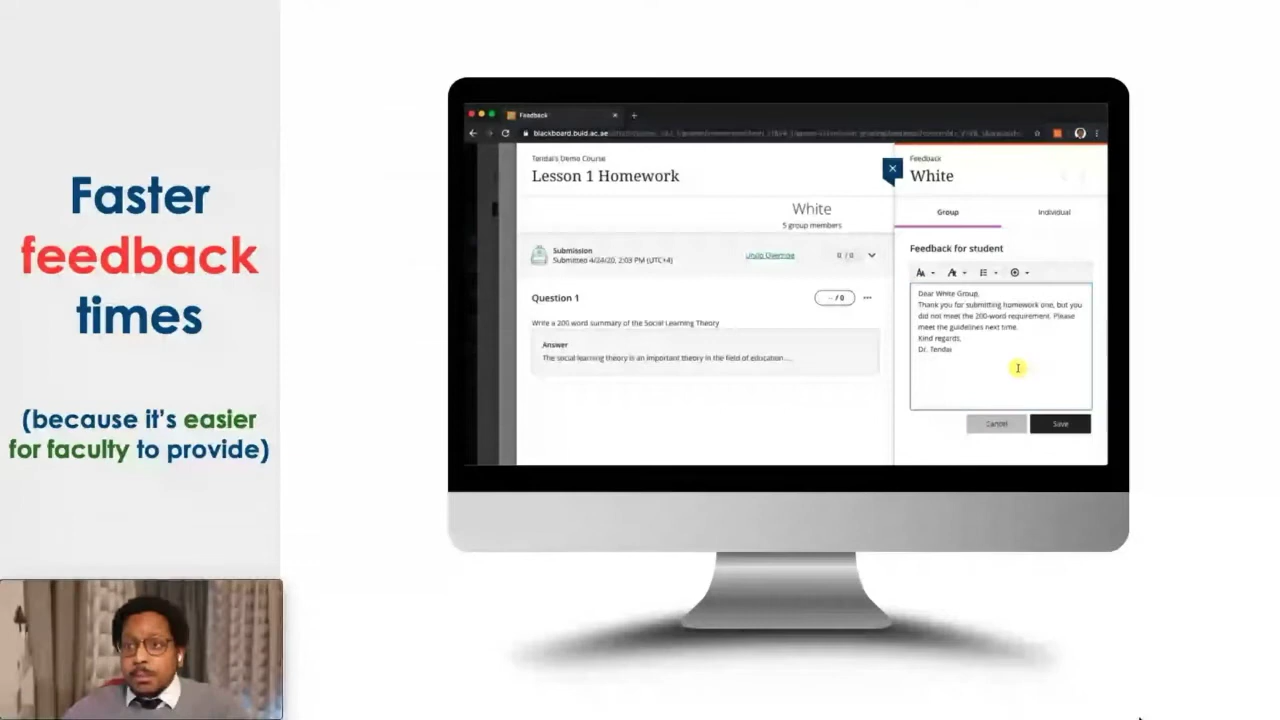 Faster
feedback
times
(because it's easier
for faculty to provide)
Feedback
blackboard.buid.ac.ae
Tendai's Demo Course
Lesson 1 Homework
White
5 group members
Submission
Submitted 4/24/20, 2:03 PM (UTC+4)
Undo Override
0 / 0
Question 1
- / 0
Write a 200 word summary of the Social Learning Theory
Answer
The social learning theory is an important theory in the field of education....
Feedback
White
Group
Individual
Feedback for student
Dear White Group,
Thank you for submitting homework one, but you
did not meet the 200-word requirement. Please
meet the guidelines next time.
Kind regards,
Dr. Tendai
Cancel
Save